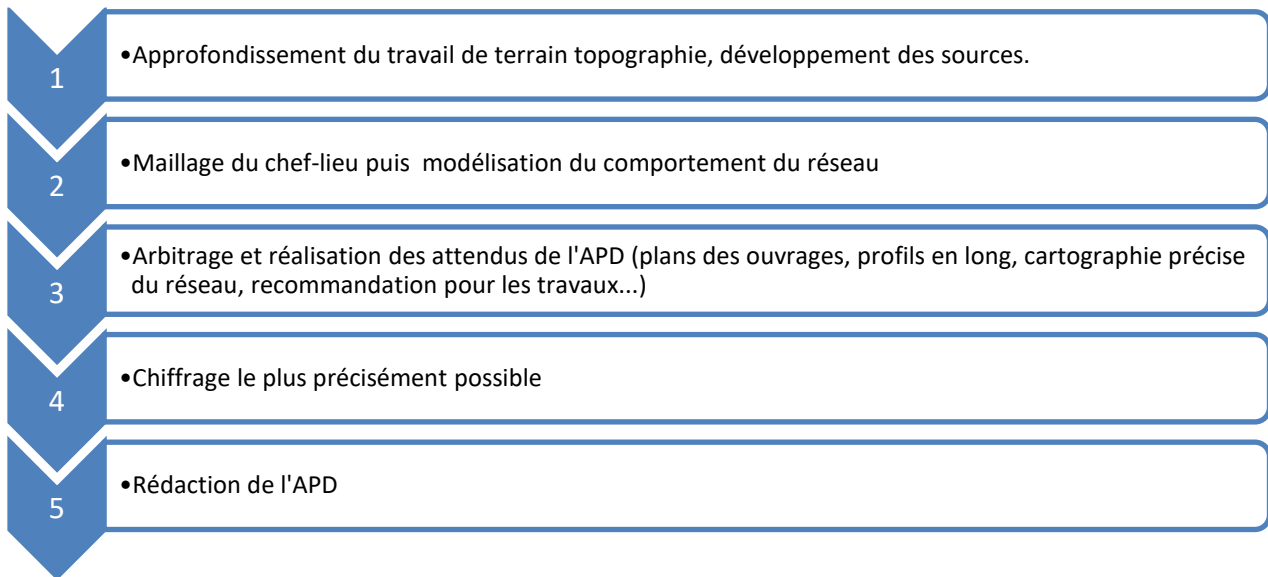 1
•Approfondissement du travail de terrain topographie, développement des sources.
2
•Maillage du chef-lieu puis  modélisation du comportement du réseau
3
•Arbitrage et réalisation des attendus de l'APD (plans des ouvrages, profils en long, cartographie précise
du réseau, recommandation pour les travaux...)
4
•Chiffrage le plus précisément possible
5
•Rédaction de l'APD